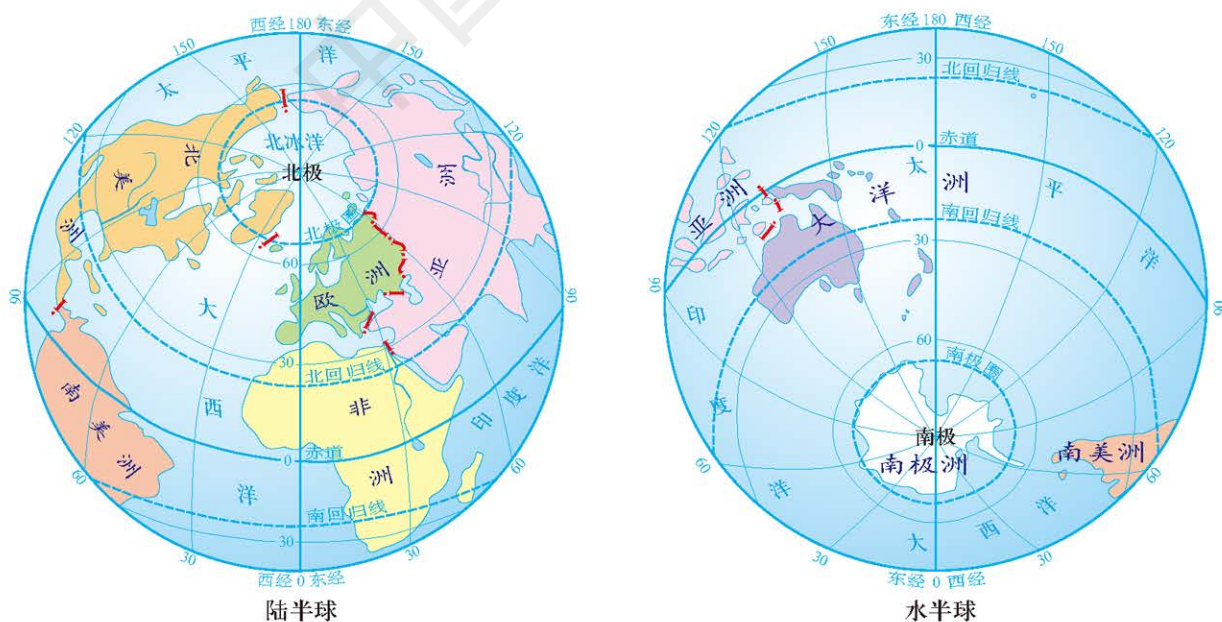 西经 180 东经
150
太 平 洋
150
120
120
北冰洋
北极
北
美
洲
北极圈
60
亚
洲
欧
洲
90
90
大
西
洋
30
北回归线
非
洲
印度洋
南
美
洲
赤道
0
60
60
南回归线
30
30
30
西经 0 东经
陆半球
东经 180 西经
150
150
30
北回归线
120
120
0
赤道
亚洲
太
平
洋
大洋洲
南回归线
30
90
90
印
度
洋
60
南极圈
南极
南极洲
南美洲
60
60
大
西
洋
30
30
东经 0 西经
水半球